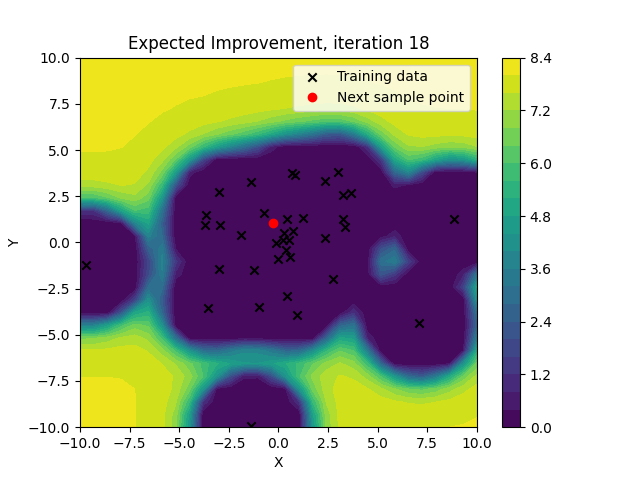 Expected Improvement, iteration 18
Training data
Next sample point
10.0
7.5
5.0
2.5
0.0
−2.5
−5.0
−7.5
−10.0
Y
−10.0 −7.5 −5.0 −2.5 0.0 2.5 5.0 7.5 10.0
X
8.4
7.2
6.0
4.8
3.6
2.4
1.2
0.0